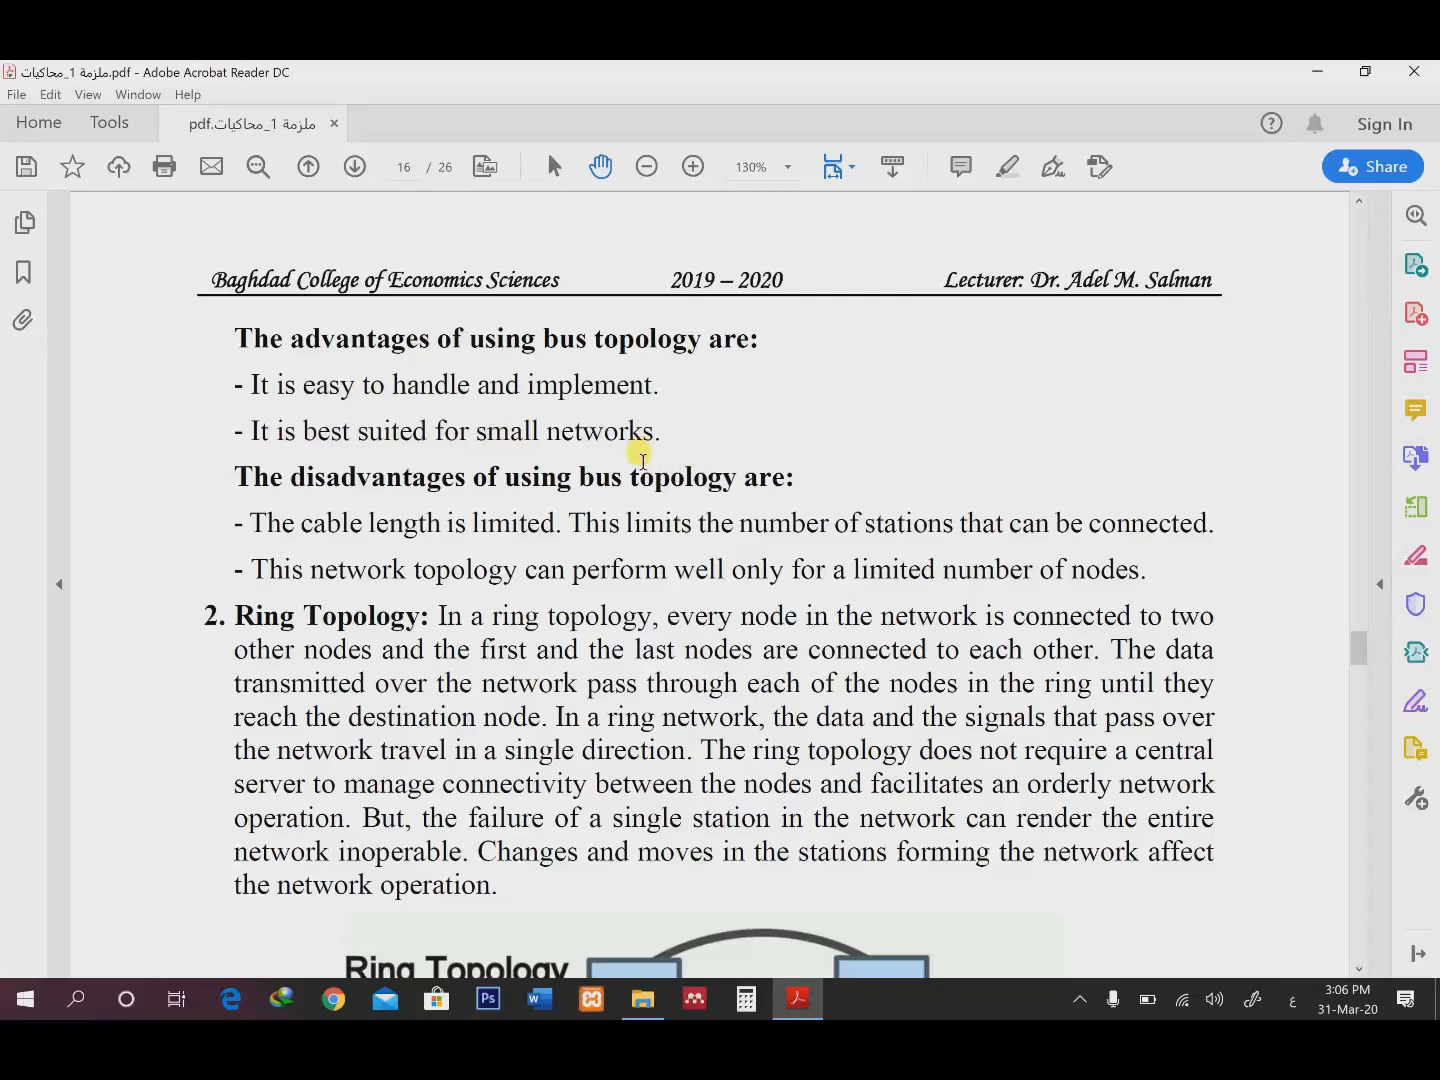 ملزمة 1_محاكيات.pdf - Adobe Acrobat Reader DC
File Edit View Window Help
Home Tools ملزمة 1_محاكيات.pdf × Sign In
16 / 26 130% Share
Baghdad College of Economics Sciences 2019 – 2020 Lecturer: Dr. Adel M. Salman
The advantages of using bus topology are:
- It is easy to handle and implement.
- It is best suited for small networks.
The disadvantages of using bus topology are:
- The cable length is limited. This limits the number of stations that can be connected.
- This network topology can perform well only for a limited number of nodes.
2. Ring Topology: In a ring topology, every node in the network is connected to two
other nodes and the first and the last nodes are connected to each other. The data
transmitted over the network pass through each of the nodes in the ring until they
reach the destination node. In a ring network, the data and the signals that pass over
the network travel in a single direction. The ring topology does not require a central
server to manage connectivity between the nodes and facilitates an orderly network
operation. But, the failure of a single station in the network can render the entire
network inoperable. Changes and moves in the stations forming the network affect
the network operation.
Ring Topology
Ps ع 3:06 PM
31-Mar-20